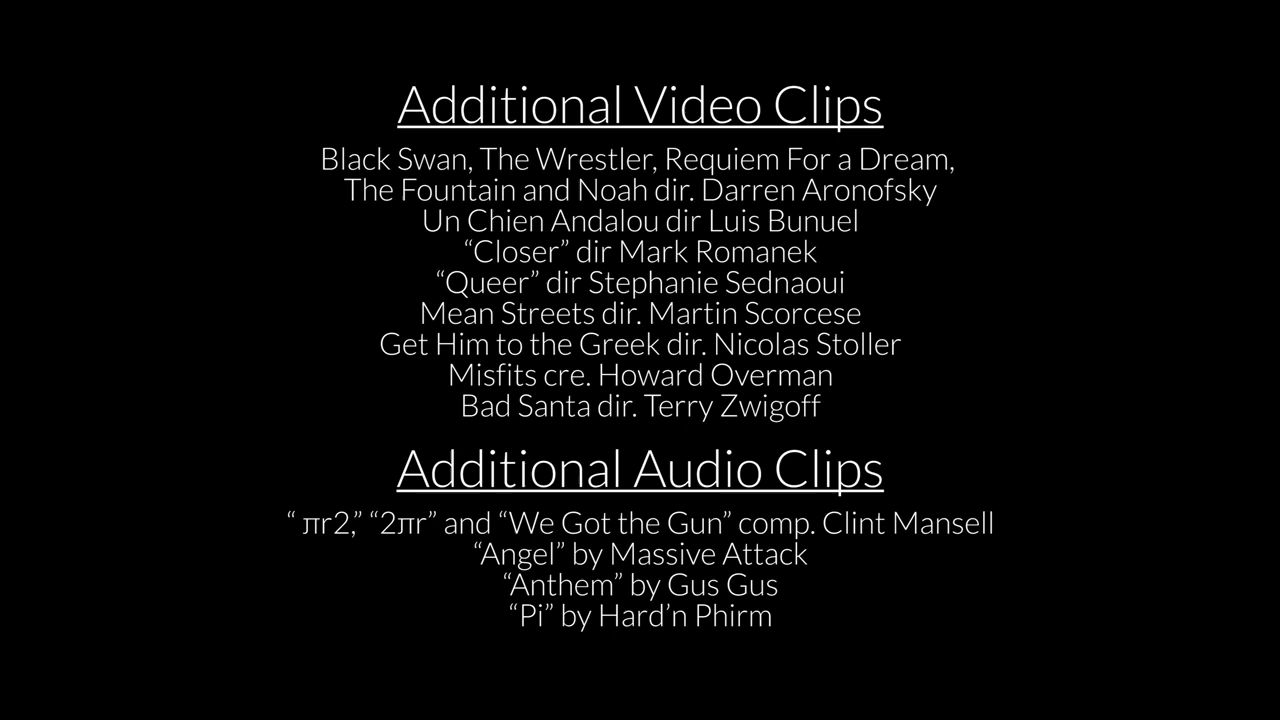 Additional Video Clips
Black Swan, The Wrestler, Requiem For a Dream,
The Fountain and Noah dir. Darren Aronofsky
Un Chien Andalou dir Luis Bunuel
“Closer” dir Mark Romanek
“Queer” dir Stephanie Sednaoui
Mean Streets dir. Martin Scorcese
Get Him to the Greek dir. Nicolas Stoller
Misfits cre. Howard Overman
Bad Santa dir. Terry Zwigoff
Additional Audio Clips
“ πr2,” “2πr” and “We Got the Gun” comp. Clint Mansell
“Angel” by Massive Attack
“Anthem” by Gus Gus
“Pi” by Hard’n Phirm